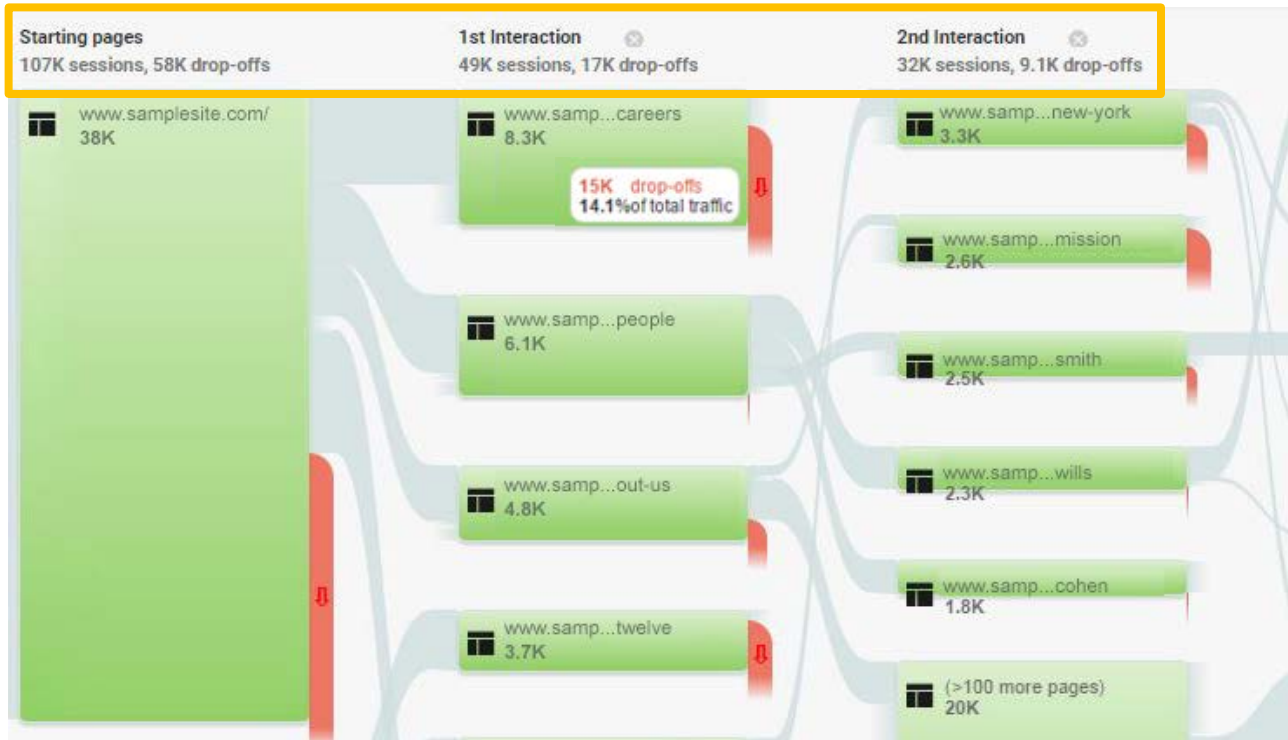 Starting pages
107K sessions, 58K drop-offs
1st Interaction
49K sessions, 17K drop-offs
2nd Interaction
32K sessions, 9.1K drop-offs
www.samplesite.com/
38K
www.samp...careers
8.3K
15K drop-offs
14.1%of total traffic
www.samp...people
6.1K
www.samp...out-us
4.8K
www.samp...twelve
3.7K
www.samp...new-york
3.3K
www.samp...mission
2.6K
www.samp...smith
2.5K
www.samp...wills
2.3K
www.samp...cohen
1.8K
(>100 more pages)
20K